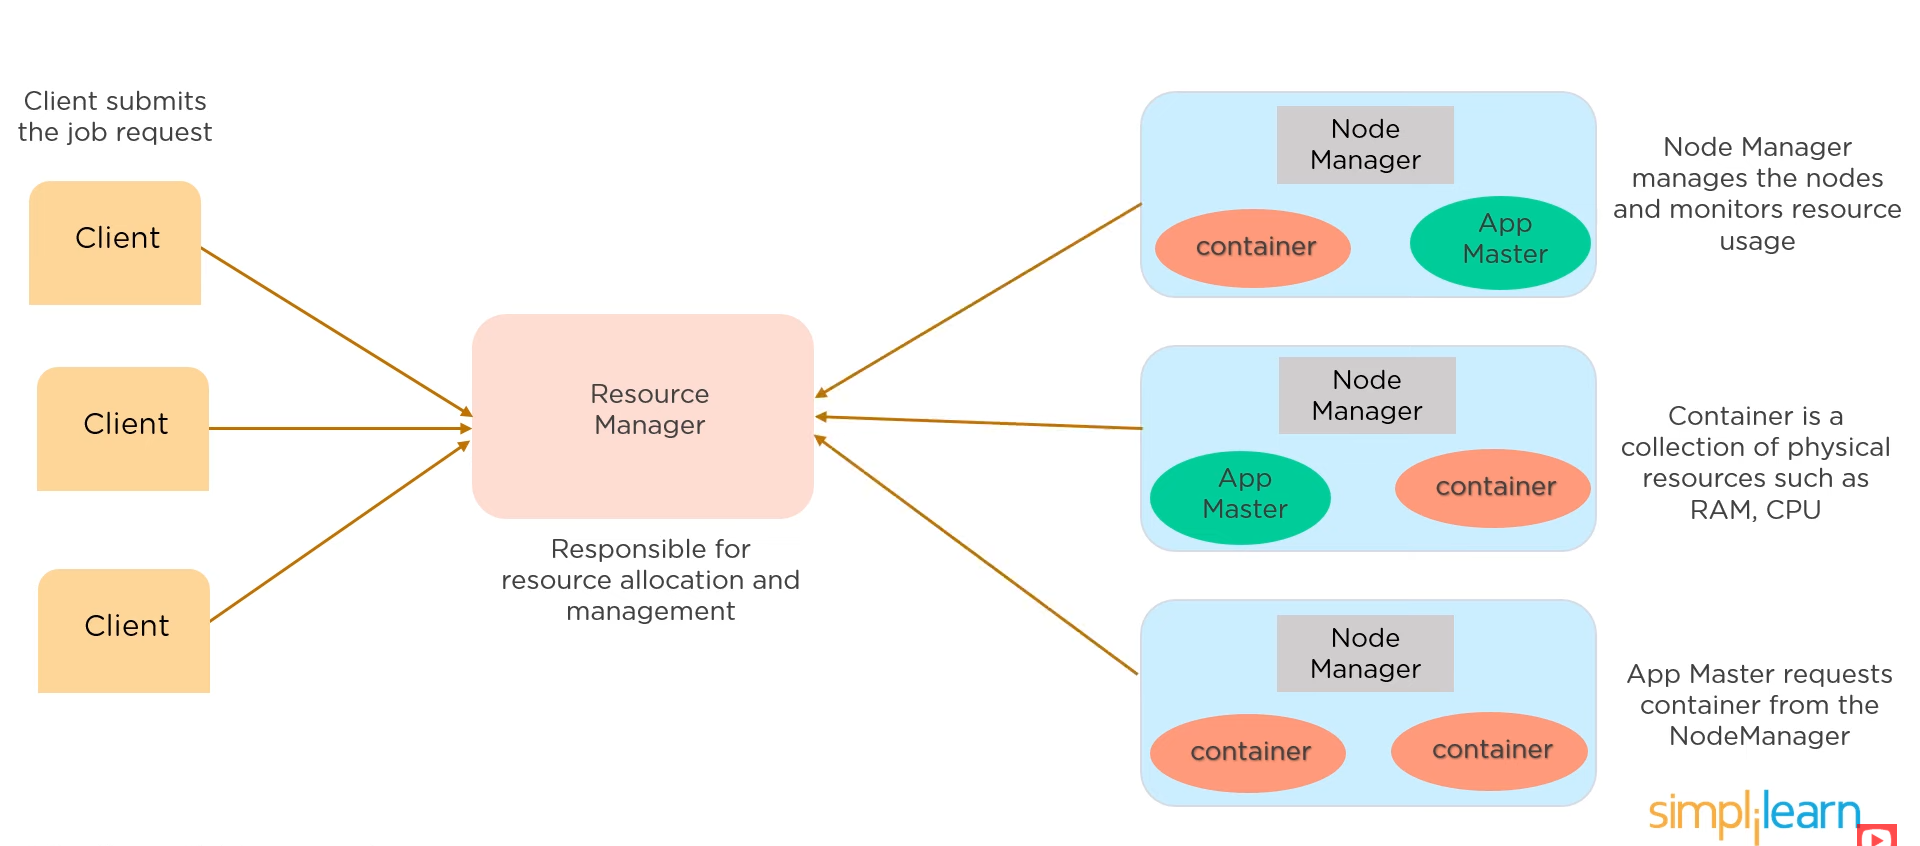 Client submits
the job request
Client
Client
Client
Resource
Manager
Responsible for
resource allocation and
management
Node
Manager
container
App
Master
Node
Manager
App
Master
container
Node
Manager
container
container
Node Manager
manages the nodes
and monitors resource
usage
Container is a
collection of physical
resources such as
RAM, CPU
App Master requests
container from the
NodeManager
simplilearn